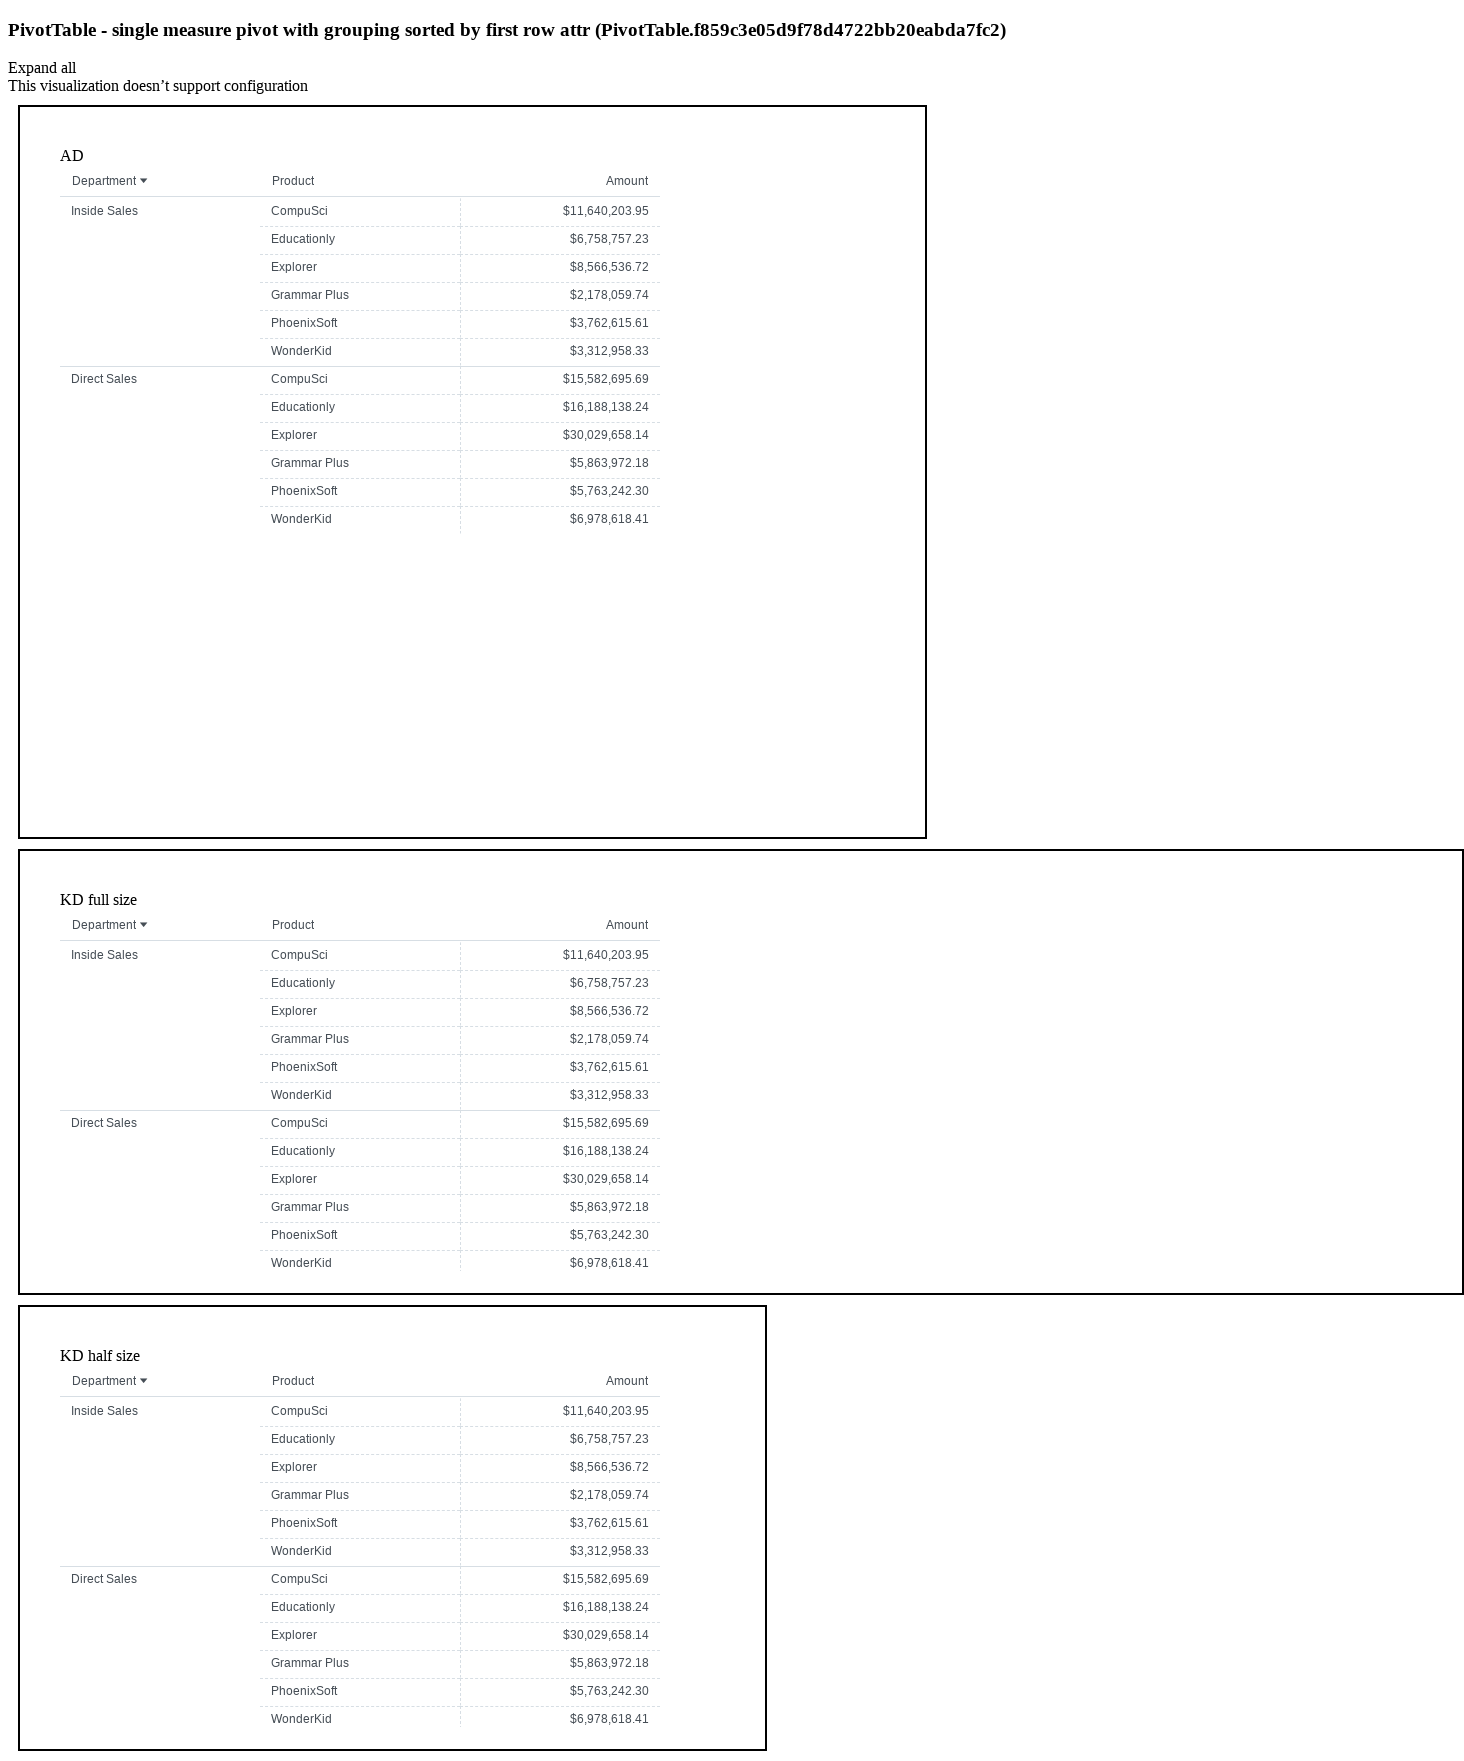 PivotTable - single measure pivot with grouping sorted by first row attr (PivotTable.f859c3e05d9f78d4722bb20eabda7fc2)
Expand all
This visualization doesn’t support configuration
AD
Department Product Amount
Inside Sales CompuSci $11,640,203.95
Educationly $6,758,757.23
Explorer $8,566,536.72
Grammar Plus $2,178,059.74
PhoenixSoft $3,762,615.61
WonderKid $3,312,958.33
Direct Sales CompuSci $15,582,695.69
Educationly $16,188,138.24
Explorer $30,029,658.14
Grammar Plus $5,863,972.18
PhoenixSoft $5,763,242.30
WonderKid $6,978,618.41
KD full size
Department Product Amount
Inside Sales CompuSci $11,640,203.95
Educationly $6,758,757.23
Explorer $8,566,536.72
Grammar Plus $2,178,059.74
PhoenixSoft $3,762,615.61
WonderKid $3,312,958.33
Direct Sales CompuSci $15,582,695.69
Educationly $16,188,138.24
Explorer $30,029,658.14
Grammar Plus $5,863,972.18
PhoenixSoft $5,763,242.30
WonderKid $6,978,618.41
KD half size
Department Product Amount
Inside Sales CompuSci $11,640,203.95
Educationly $6,758,757.23
Explorer $8,566,536.72
Grammar Plus $2,178,059.74
PhoenixSoft $3,762,615.61
WonderKid $3,312,958.33
Direct Sales CompuSci $15,582,695.69
Educationly $16,188,138.24
Explorer $30,029,658.14
Grammar Plus $5,863,972.18
PhoenixSoft $5,763,242.30
WonderKid $6,978,618.41